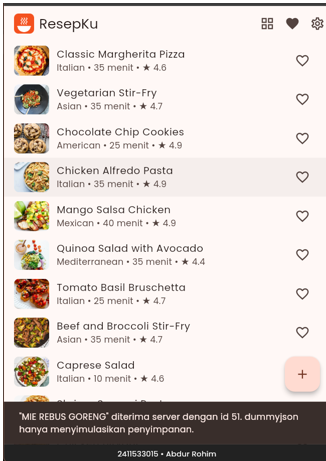 ResepKu
Classic Margherita Pizza
Italian • 35 menit • ★ 4.6
Vegetarian Stir-Fry
Asian • 35 menit • ★ 4.7
Chocolate Chip Cookies
American • 25 menit • ★ 4.9
Chicken Alfredo Pasta
Italian • 35 menit • ★ 4.9
Mango Salsa Chicken
Mexican • 40 menit • ★ 4.9
Quinoa Salad with Avocado
Mediterranean • 35 menit • ★ 4.4
Tomato Basil Bruschetta
Italian • 25 menit • ★ 4.7
Beef and Broccoli Stir-Fry
Asian • 35 menit • ★ 4.7
Caprese Salad
Italian • 10 menit • ★ 4.6
+
"MIE REBUS GORENG" diterima server dengan id 51. dummyjson
hanya menyimulasikan penyimpanan.
2411533015 • Abdur Rohim